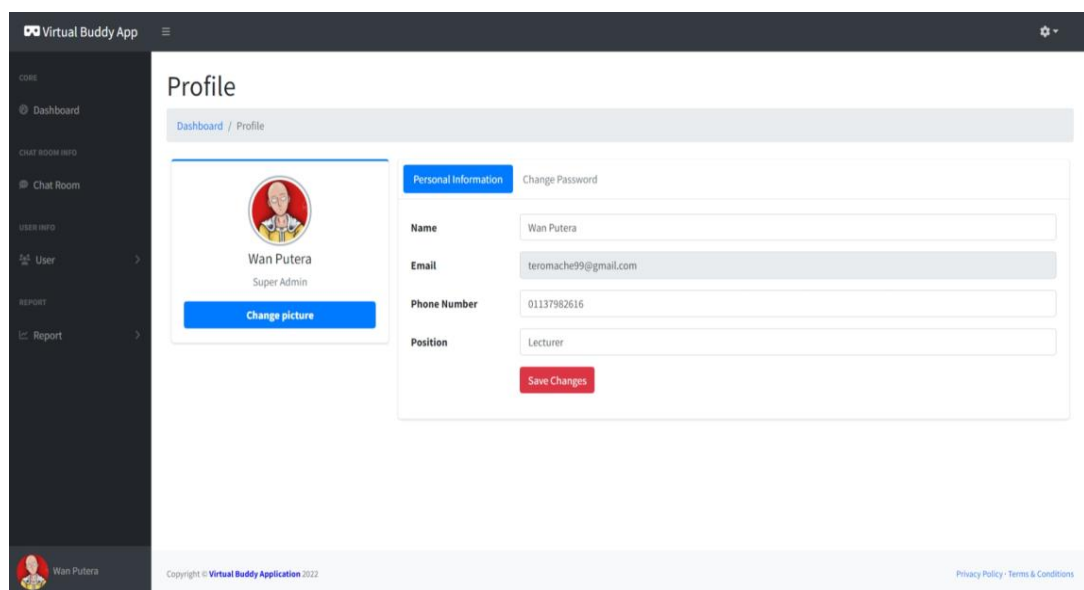 Virtual Buddy App
CORE
Dashboard
CHAT ROOM INFO
Chat Room
USER INFO
User
REPORT
Report
Wan Putera
Profile
Dashboard / Profile
Wan Putera
Super Admin
Change picture
Personal Information Change Password
Name Wan Putera
Email teromache99@gmail.com
Phone Number 01137982616
Position Lecturer
Save Changes
Copyright © Virtual Buddy Application 2022
Privacy Policy · Terms & Conditions